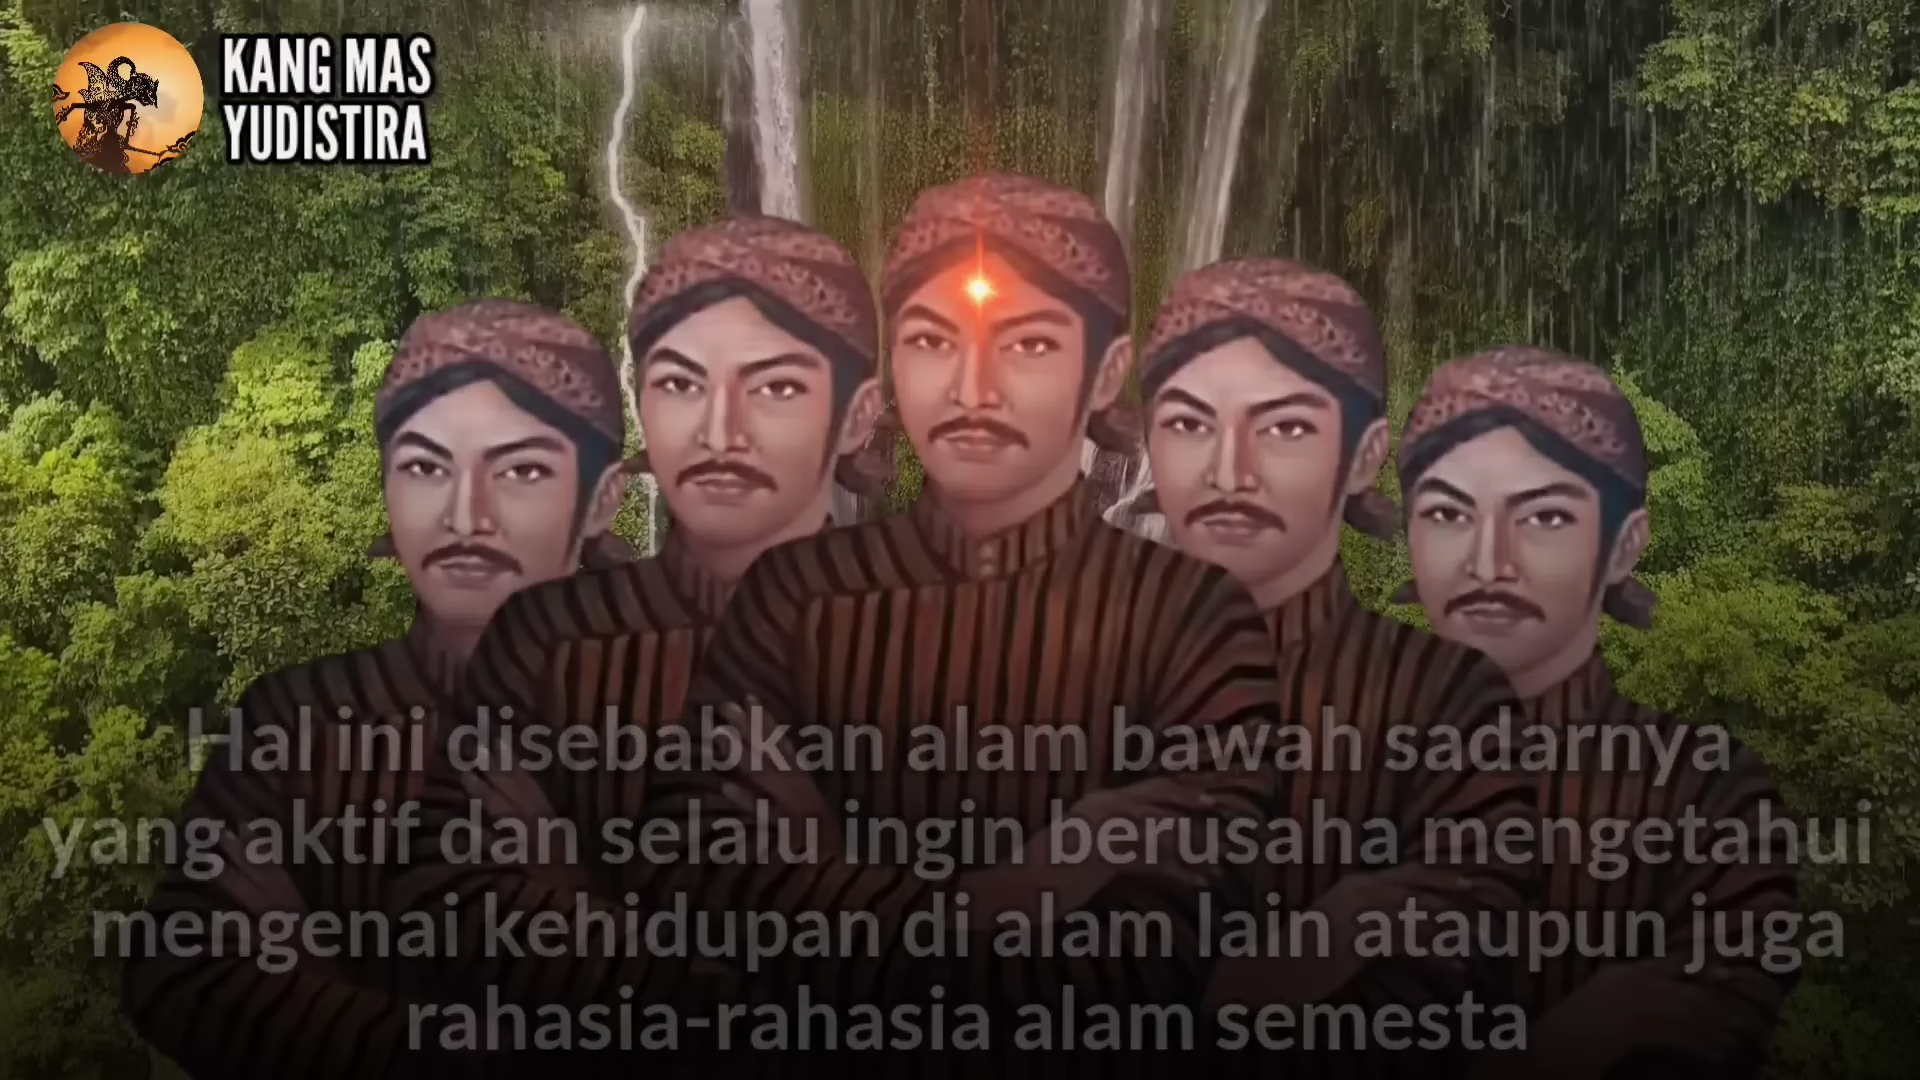 KANG MAS
YUDISTIRA
Hal ini disebabkan alam bawah sadarnya
yang aktif dan selalu ingin berusaha mengetahui
mengenai kehidupan di alam lain ataupun juga
rahasia-rahasia alam semesta